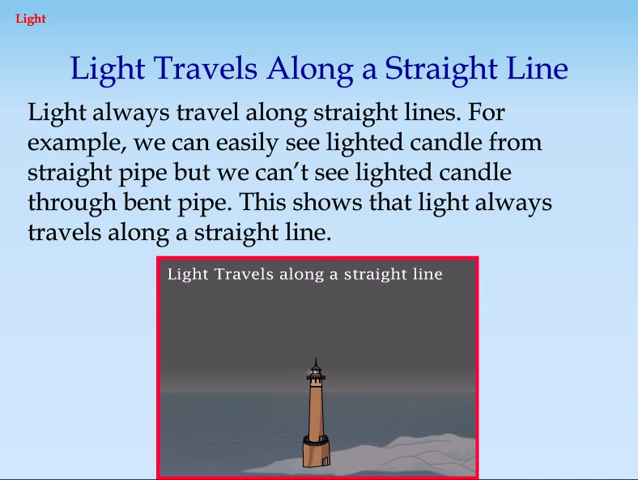 Light
Light Travels Along a Straight Line
Light always travel along straight lines. For
example, we can easily see lighted candle from
straight pipe but we can't see lighted candle
through bent pipe. This shows that light always
travels along a straight line.
Light Travels along a straight line